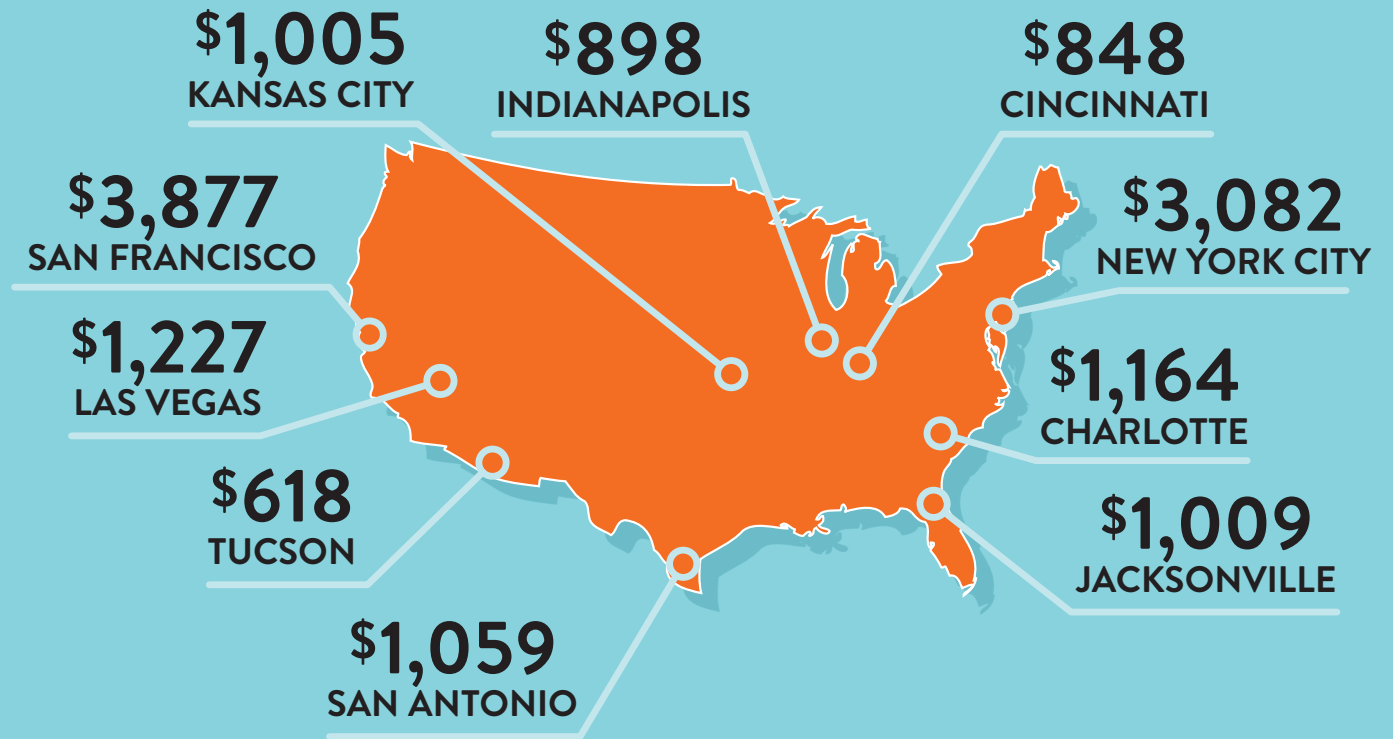 $1,005
KANSAS CITY
$898
INDIANAPOLIS
$848
CINCINNATI
$3,877
SAN FRANCISCO
$3,082
NEW YORK CITY
$1,227
LAS VEGAS
$1,164
CHARLOTTE
$618
TUCSON
$1,009
JACKSONVILLE
$1,059
SAN ANTONIO